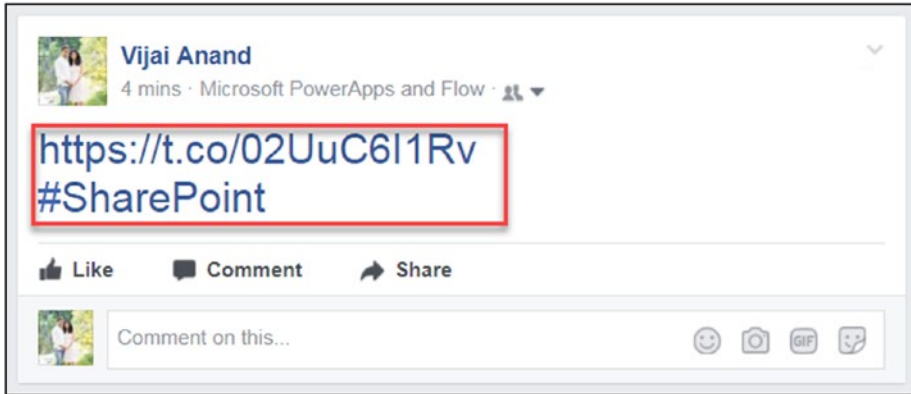 Vijai Anand
4 mins · Microsoft PowerApps and Flow ·
https://t.co/02UuC6I1Rv
#SharePoint
Like Comment Share
Comment on this...
GIF